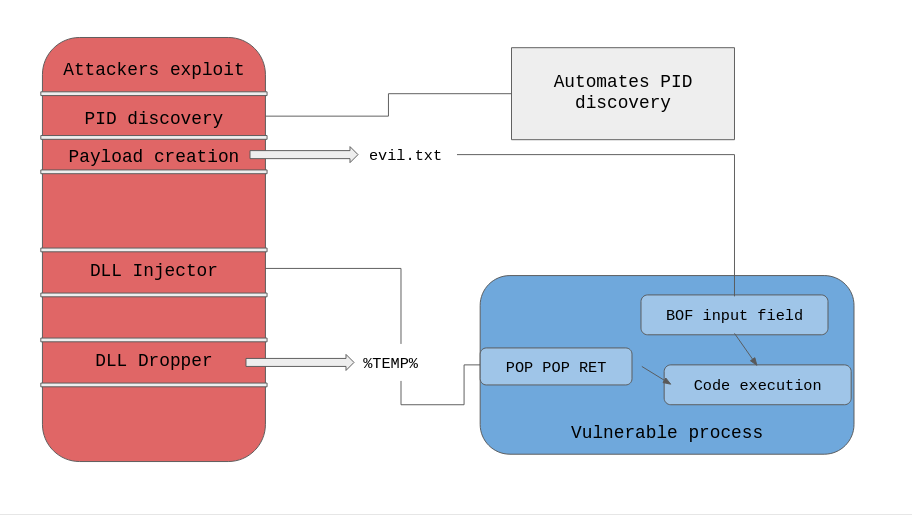 Attackers exploit
PID discovery
Payload creation
DLL Injector
DLL Dropper
Automates PID
discovery
evil.txt
%TEMP%
BOF input field
POP POP RET
Code execution
Vulnerable process